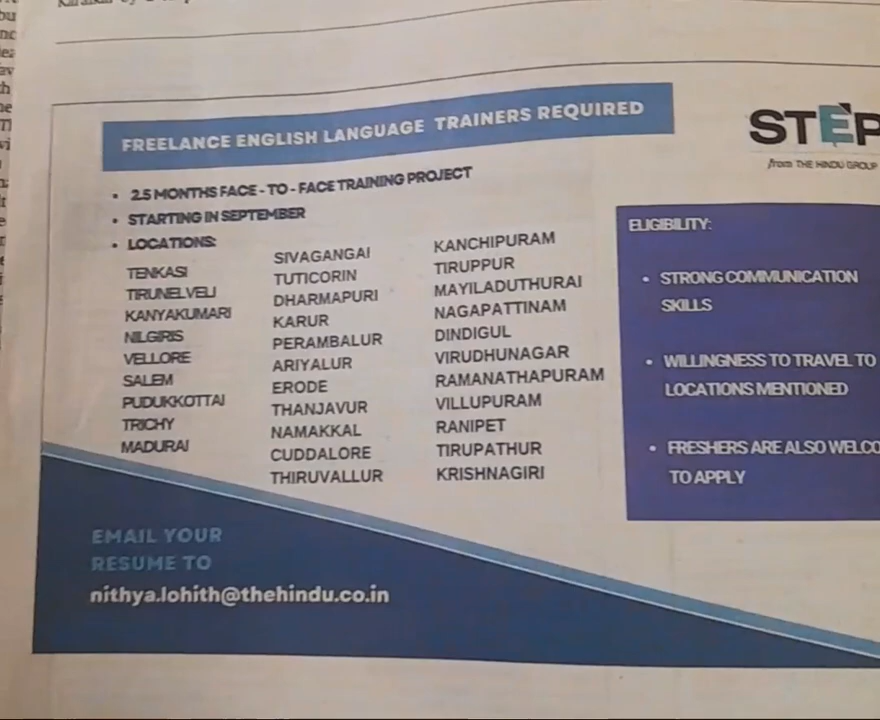 FREELANCE ENGLISH LANGUAGE TRAINERS REQUIRED
• 2.5 MONTHS FACE - TO - FACE TRAINING PROJECT
• STARTING IN SEPTEMBER
• LOCATIONS:
TENKASI
TIRUNELVELI
KANYAKUMARI
NILGIRIS
VELLORE
SALEM
PUDUKKOTTAI
TRICHY
MADURAI
SIVAGANGAI
TUTICORIN
DHARMAPURI
KARUR
PERAMBALUR
ARIYALUR
ERODE
THANJAVUR
NAMAKKAL
CUDDALORE
THIRUVALLUR
KANCHIPURAM
TIRUPPUR
MAYILADUTHURAI
NAGAPATTINAM
DINDIGUL
VIRUDHUNAGAR
RAMANATHAPURAM
VILLUPURAM
RANIPET
TIRUPATHUR
KRISHNAGIRI
STEP
from THE HINDU GROUP
ELIGIBILITY:
• STRONG COMMUNICATION
SKILLS
• WILLINGNESS TO TRAVEL TO
LOCATIONS MENTIONED
• FRESHERS ARE ALSO WELCO
TO APPLY
EMAIL YOUR
RESUME TO
nithya.lohith@thehindu.co.in